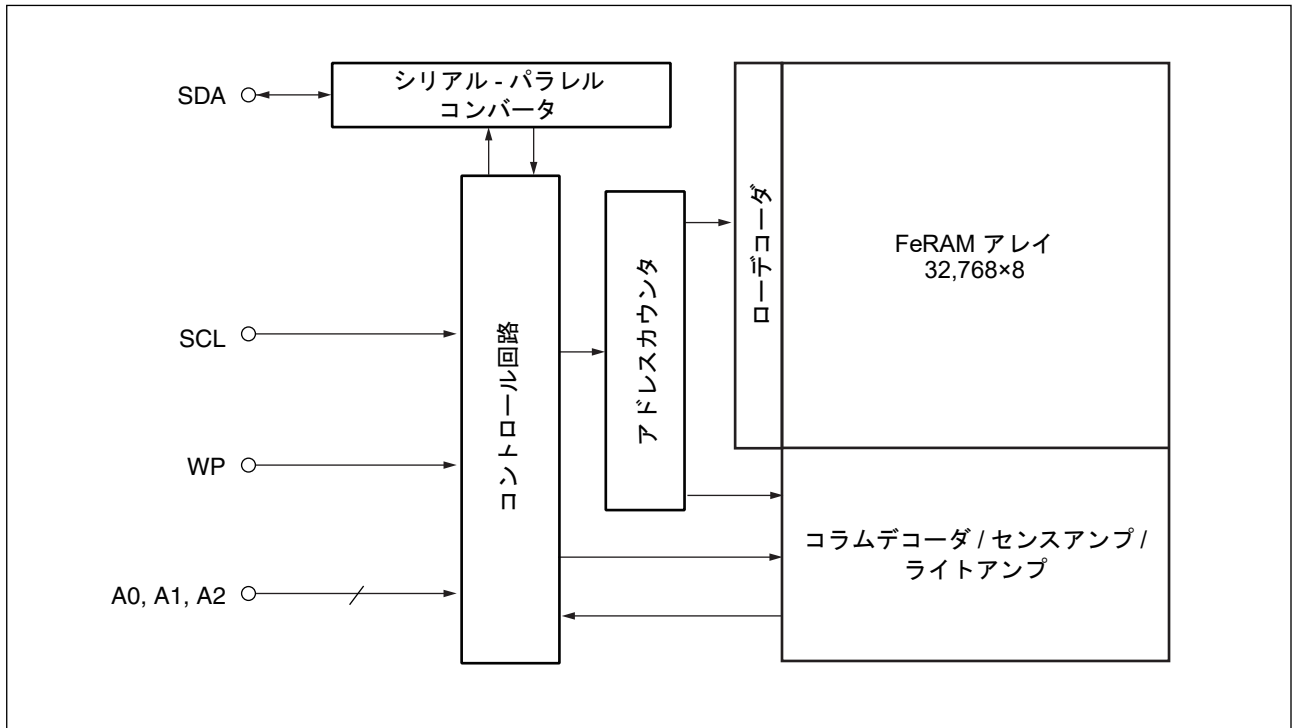 シリアル - パラレル
コンバータ
SDA
SCL
WP
A0, A1, A2
コントロール回路
アドレスカウンタ
ローデコーダ
FeRAM アレイ
32,768×8
コラムデコーダ / センスアンプ /
ライトアンプ